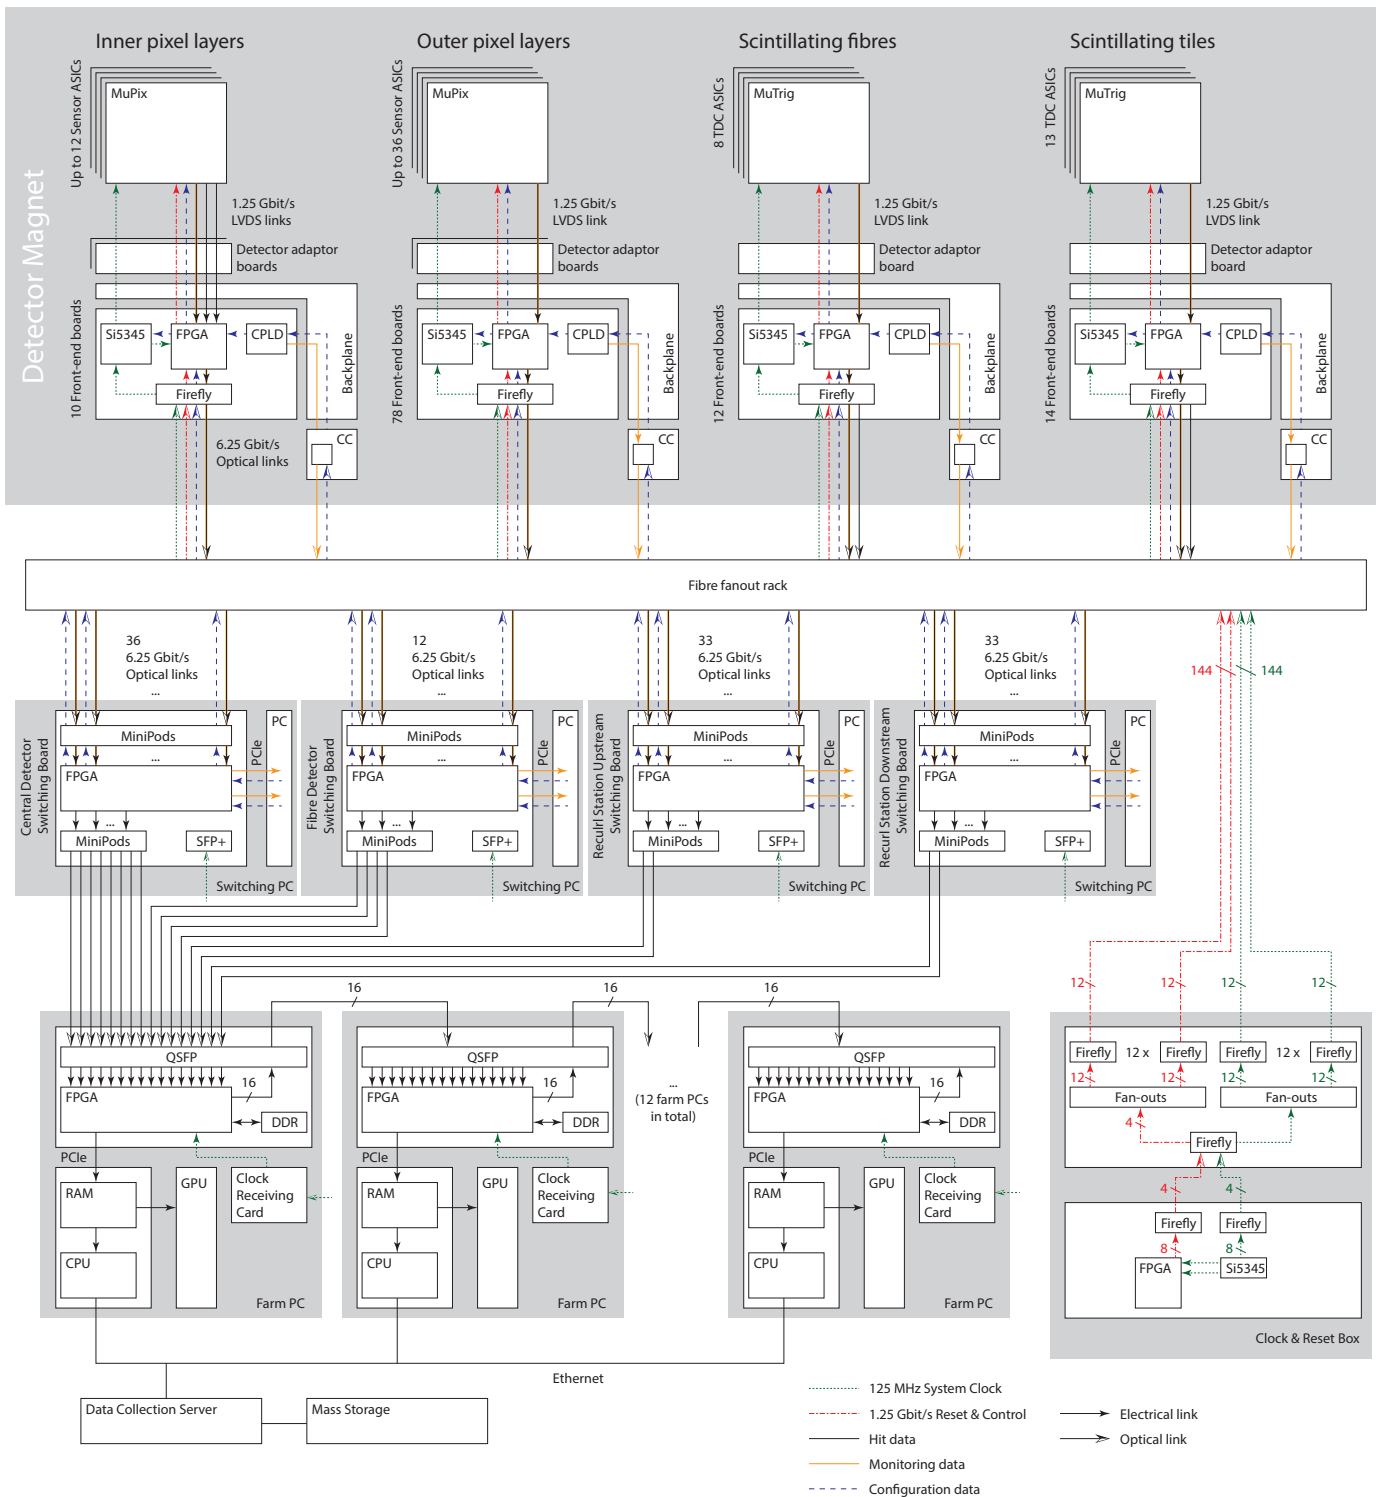 Inner pixel layers
Outer pixel layers
Scintillating fibres
Scintillating tiles
Detector Magnet
Up to 12 Sensor ASICs
MuPix
Up to 36 Sensor ASICs
MuPix
8 TDC ASICs
MuTrig
13 TDC ASICs
MuTrig
1.25 Gbit/s
LVDS links
1.25 Gbit/s
LVDS link
1.25 Gbit/s
LVDS link
1.25 Gbit/s
LVDS link
Detector adaptor
boards
Detector adaptor
boards
Detector adaptor
board
Detector adaptor
board
10 Front-end boards
Si5345
FPGA
CPLD
Firefly
Backplane
CC
78 Front-end boards
Si5345
FPGA
CPLD
Firefly
Backplane
CC
12 Front-end boards
Si5345
FPGA
CPLD
Firefly
Backplane
CC
14 Front-end boards
Si5345
FPGA
CPLD
Firefly
Backplane
CC
6.25 Gbit/s
Optical links
Fibre fanout rack
36
6.25 Gbit/s
Optical links
...
12
6.25 Gbit/s
Optical links
...
33
6.25 Gbit/s
Optical links
...
33
6.25 Gbit/s
Optical links
...
144
144
Central Detector
Switching Board
MiniPods
...
FPGA
...
MiniPods
SFP+
PCIe
PC
Switching PC
Fibre Detector
Switching Board
MiniPods
...
FPGA
...
MiniPods
SFP+
PCIe
PC
Switching PC
Reculrl Station Upstream
Switching Board
MiniPods
...
FPGA
...
MiniPods
SFP+
PCIe
PC
Switching PC
Recurl Station Downstream
Switching Board
MiniPods
...
FPGA
...
MiniPods
SFP+
PCIe
PC
Switching PC
16
16
16
QSFP
FPGA
16
DDR
PCIe
RAM
CPU
GPU
Clock
Receiving
Card
Farm PC
QSFP
FPGA
16
DDR
PCIe
RAM
CPU
GPU
Clock
Receiving
Card
Farm PC
...
(12 farm PCs
in total)
QSFP
FPGA
16
DDR
PCIe
RAM
CPU
GPU
Clock
Receiving
Card
Farm PC
12
12
12
12
Firefly
12 x
Firefly
Firefly
12 x
Firefly
12
12
12
12
Fan-outs
Fan-outs
4
Firefly
4
4
Firefly
Firefly
8
8
FPGA
Si5345
Clock & Reset Box
Ethernet
Data Collection Server
Mass Storage
125 MHz System Clock
1.25 Gbit/s Reset & Control
Hit data
Monitoring data
Configuration data
Electrical link
Optical link